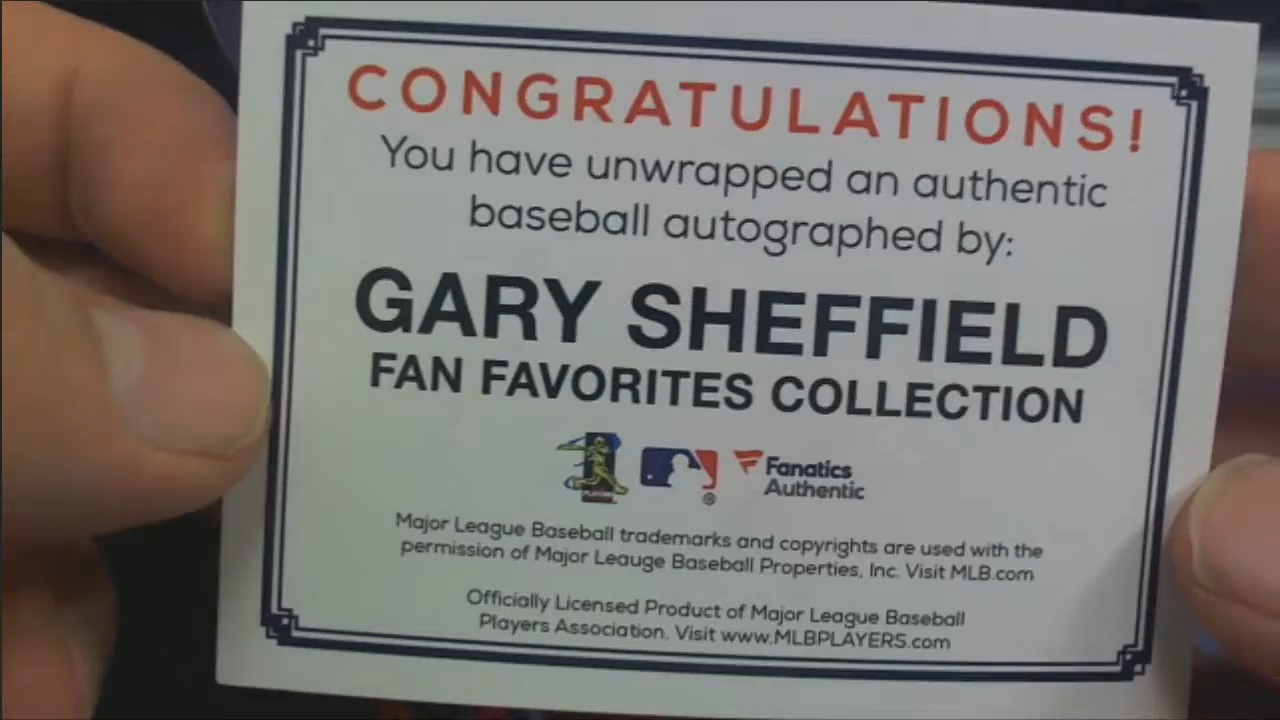 CONGRATULATIONS!
You have unwrapped an authentic
baseball autographed by:
GARY SHEFFIELD
FAN FAVORITES COLLECTION
Fanatics
Authentic
®
Major League Baseball trademarks and copyrights are used with the
permission of Major Leauge Baseball Properties, Inc. Visit MLB.com
Officially Licensed Product of Major League Baseball
Players Association. Visit www.MLBPLAYERS.com